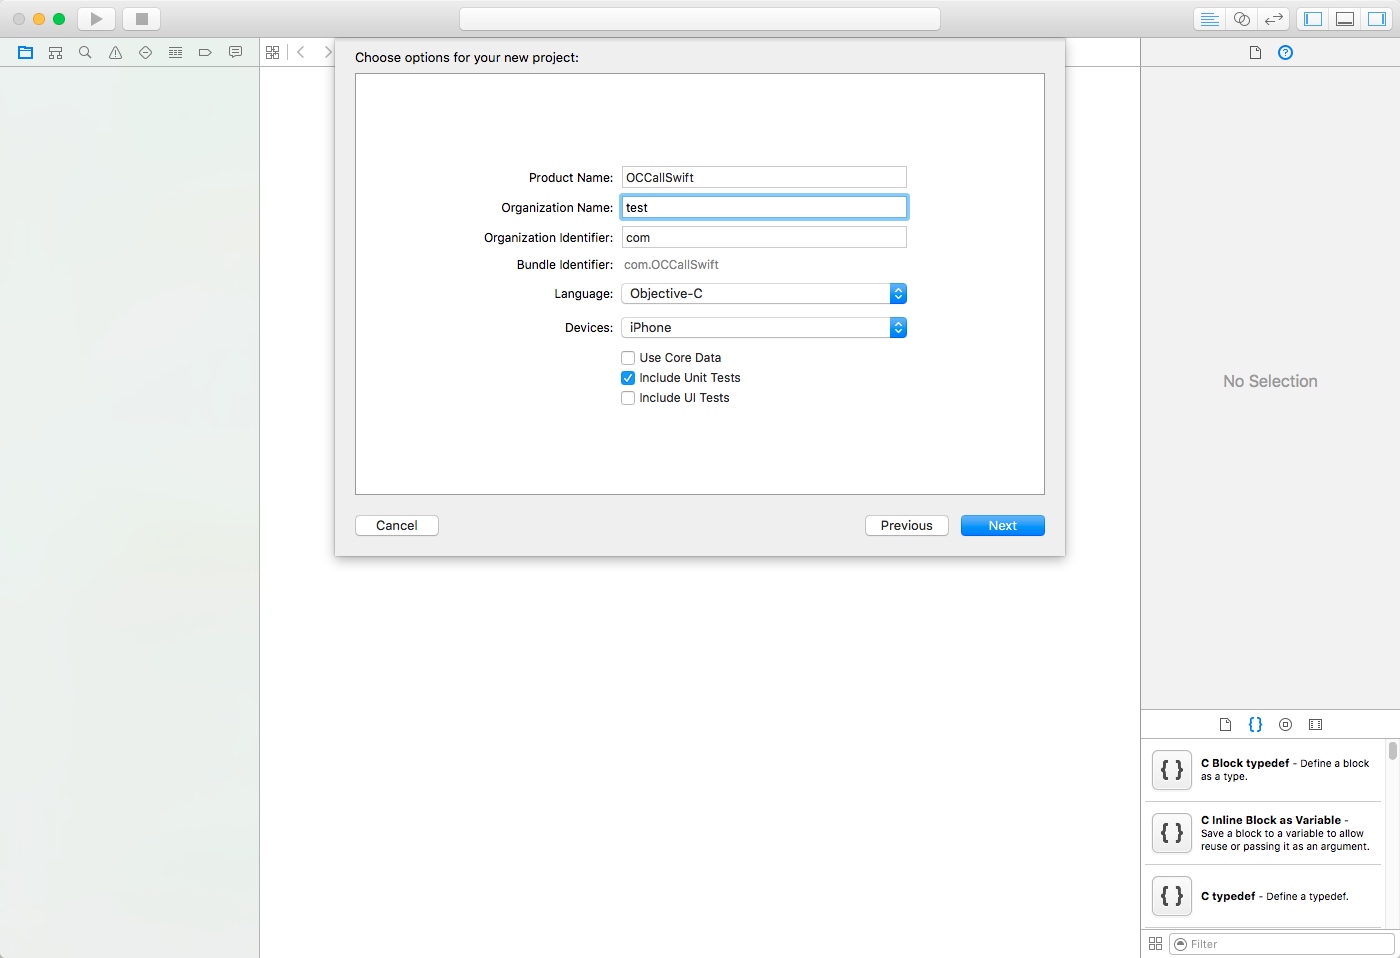 Choose options for your new project:
Product Name: OCCallSwift
Organization Name: test
Organization Identifier: com
Bundle Identifier: com.OCCallSwift
Language: Objective-C
Devices: iPhone
Use Core Data
Include Unit Tests
Include UI Tests
Cancel
Previous
Next
No Selection
C Block typedef - Define a block
as a type.
C Inline Block as Variable -
Save a block to a variable to allow
reuse or passing it as an argument.
C typedef - Define a typedef.
Filter